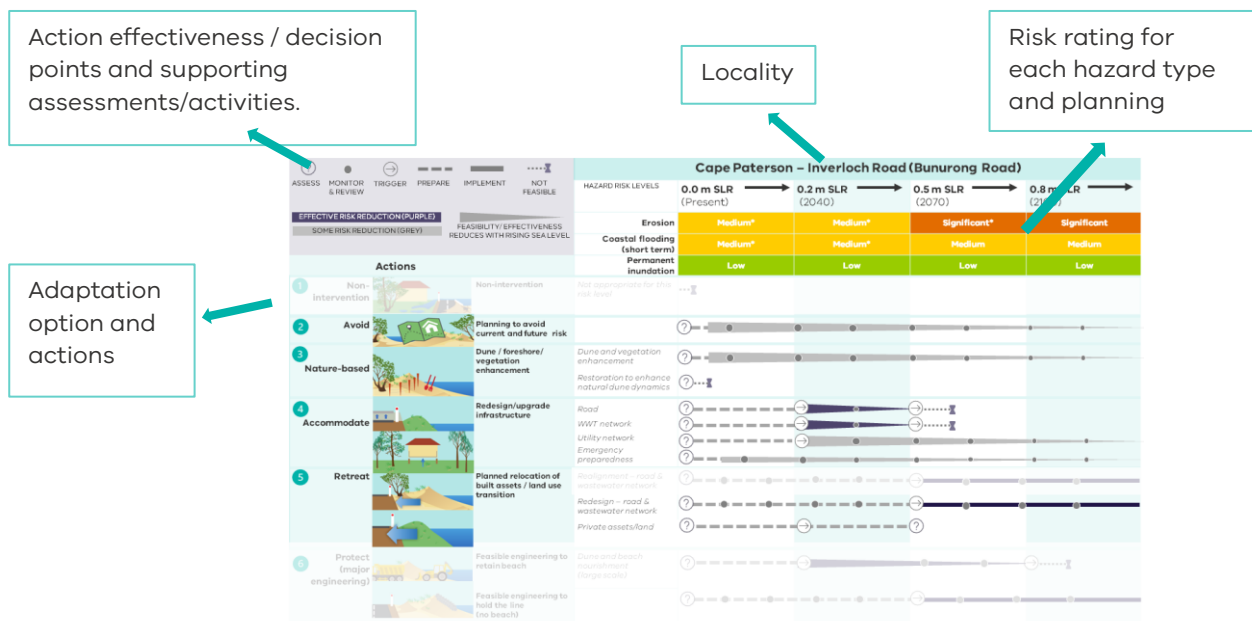 Action effectiveness / decision
points and supporting
assessments/activities.
Locality
Risk rating for
each hazard type
and planning
Adaptation
option and
actions
ASSESS
MONITOR
& REVIEW
TRIGGER
PREPARE
IMPLEMENT
NOT
FEASIBLE
EFFECTIVE RISK REDUCTION (PURPLE)
SOME RISK REDUCTION (GREY)
FEASIBILITY/EFFECTIVENESS
REDUCES WITH RISING SEA LEVEL
Cape Paterson – Inverloch Road (Bunurong Road)
HAZARD RISK LEVELS
0.0 m SLR
(Present)
0.2 m SLR
(2040)
0.5 m SLR
(2070)
0.8 m SLR
Erosion
Medium*
Medium*
Significant*
Significant
Coastal flooding
(short term)
Medium*
Medium*
Medium
Medium
Permanent
inundation
Low
Low
Low
Low
Actions
1
Non-
intervention
Non-intervention
Not appropriate for this
risk level
2
Avoid
Planning to avoid
current and future risk
3
Nature-based
Dune / foreshore/
vegetation
enhancement
Dune and vegetation
enhancement
Restoration to enhance
natural dune dynamics
4
Accommodate
Redesign/upgrade
infrastructure
Road
WWT network
Utility network
Emergency
preparedness
5
Retreat
Planned relocation of
built assets / land use
transition
Realignment – road &
wastewater network
Redesign – road &
wastewater network
Private assets/land
6
Protect
(major
engineering)
Feasible engineering to
retain beach
Dune and beach
nourishment
(large scale)
Feasible engineering to
hold the line
(no beach)